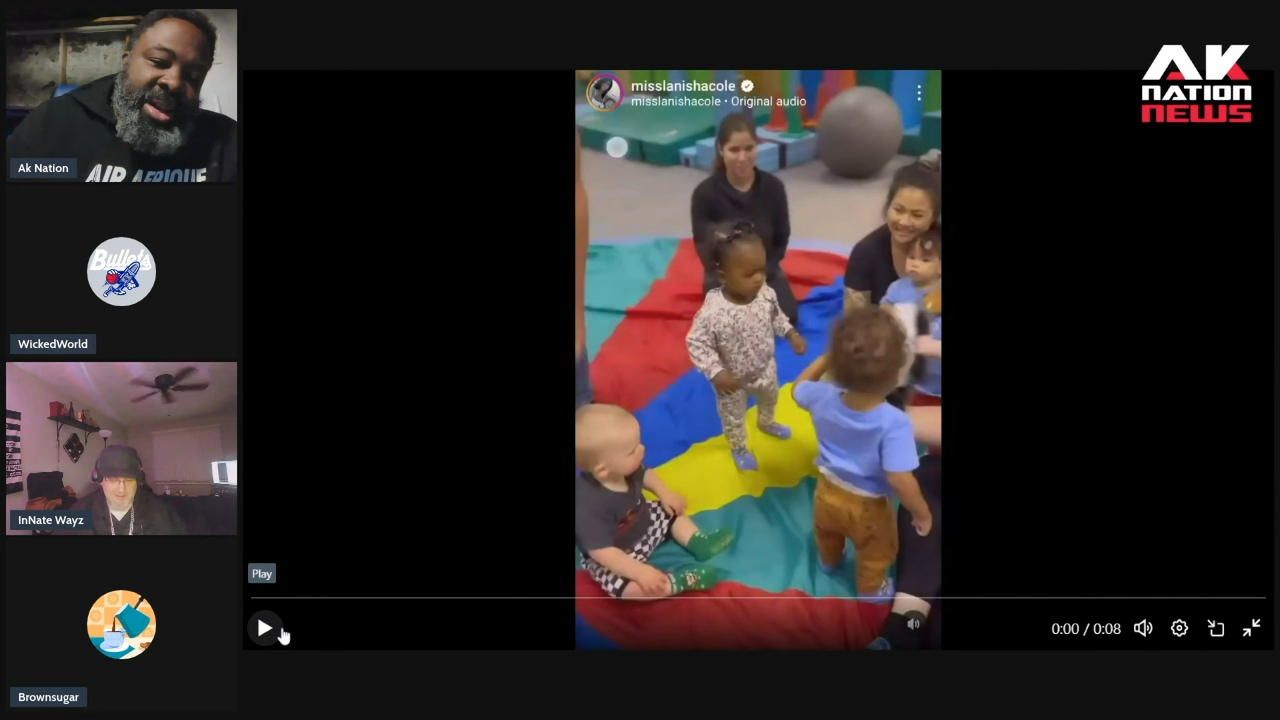 Ak Nation
AIR AFRIQUE
Bullets
WickedWorld
InNate Wayz
Brownsugar
misslanishacole
misslanishacole • Original audio
AK
NATION
NEWS
Play
0:00 / 0:08